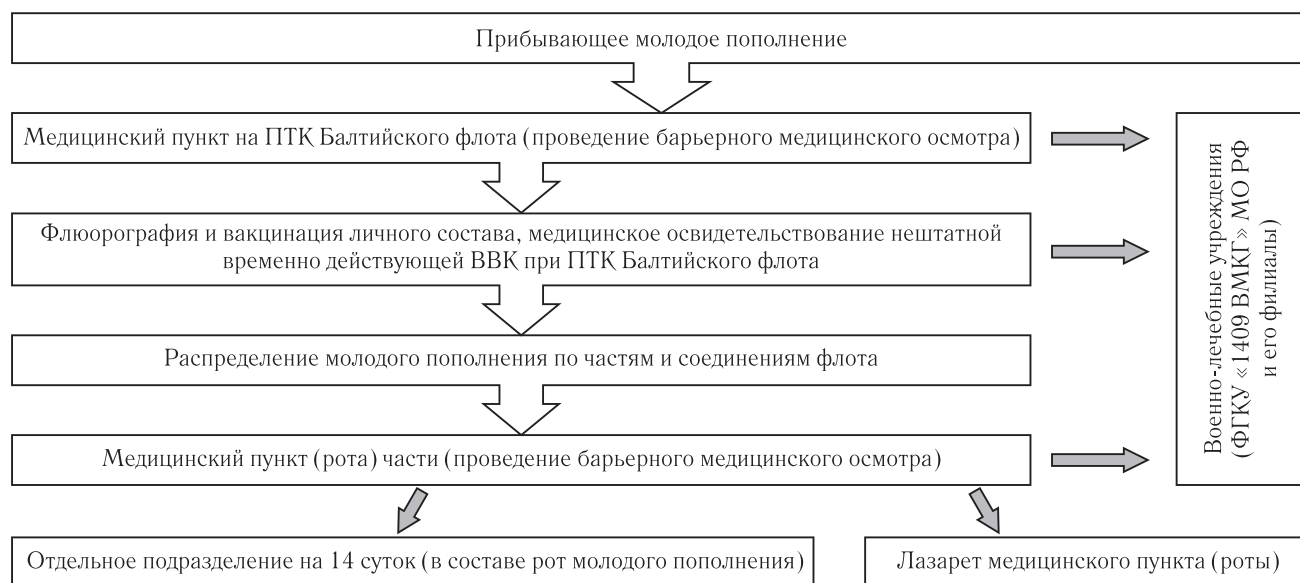 Прибывающее молодое пополнение
Медицинский пункт на ПТК Балтийского флота (проведение барьерного медицинского осмотра)
Флюорография и вакцинация личного состава, медицинское освидетельствование нештатной
временно действующей ВВК при ПТК Балтийского флота
Распределение молодого пополнения по частям и соединениям флота
Медицинский пункт (рота) части (проведение барьерного медицинского осмотра)
Военно-лечебные учреждения
(ФГКУ «1409 ВМКГ» МО РФ
и его филиалы)
Отдельное подразделение на 14 суток (в составе рот молодого пополнения)
Лазарет медицинского пункта (роты)